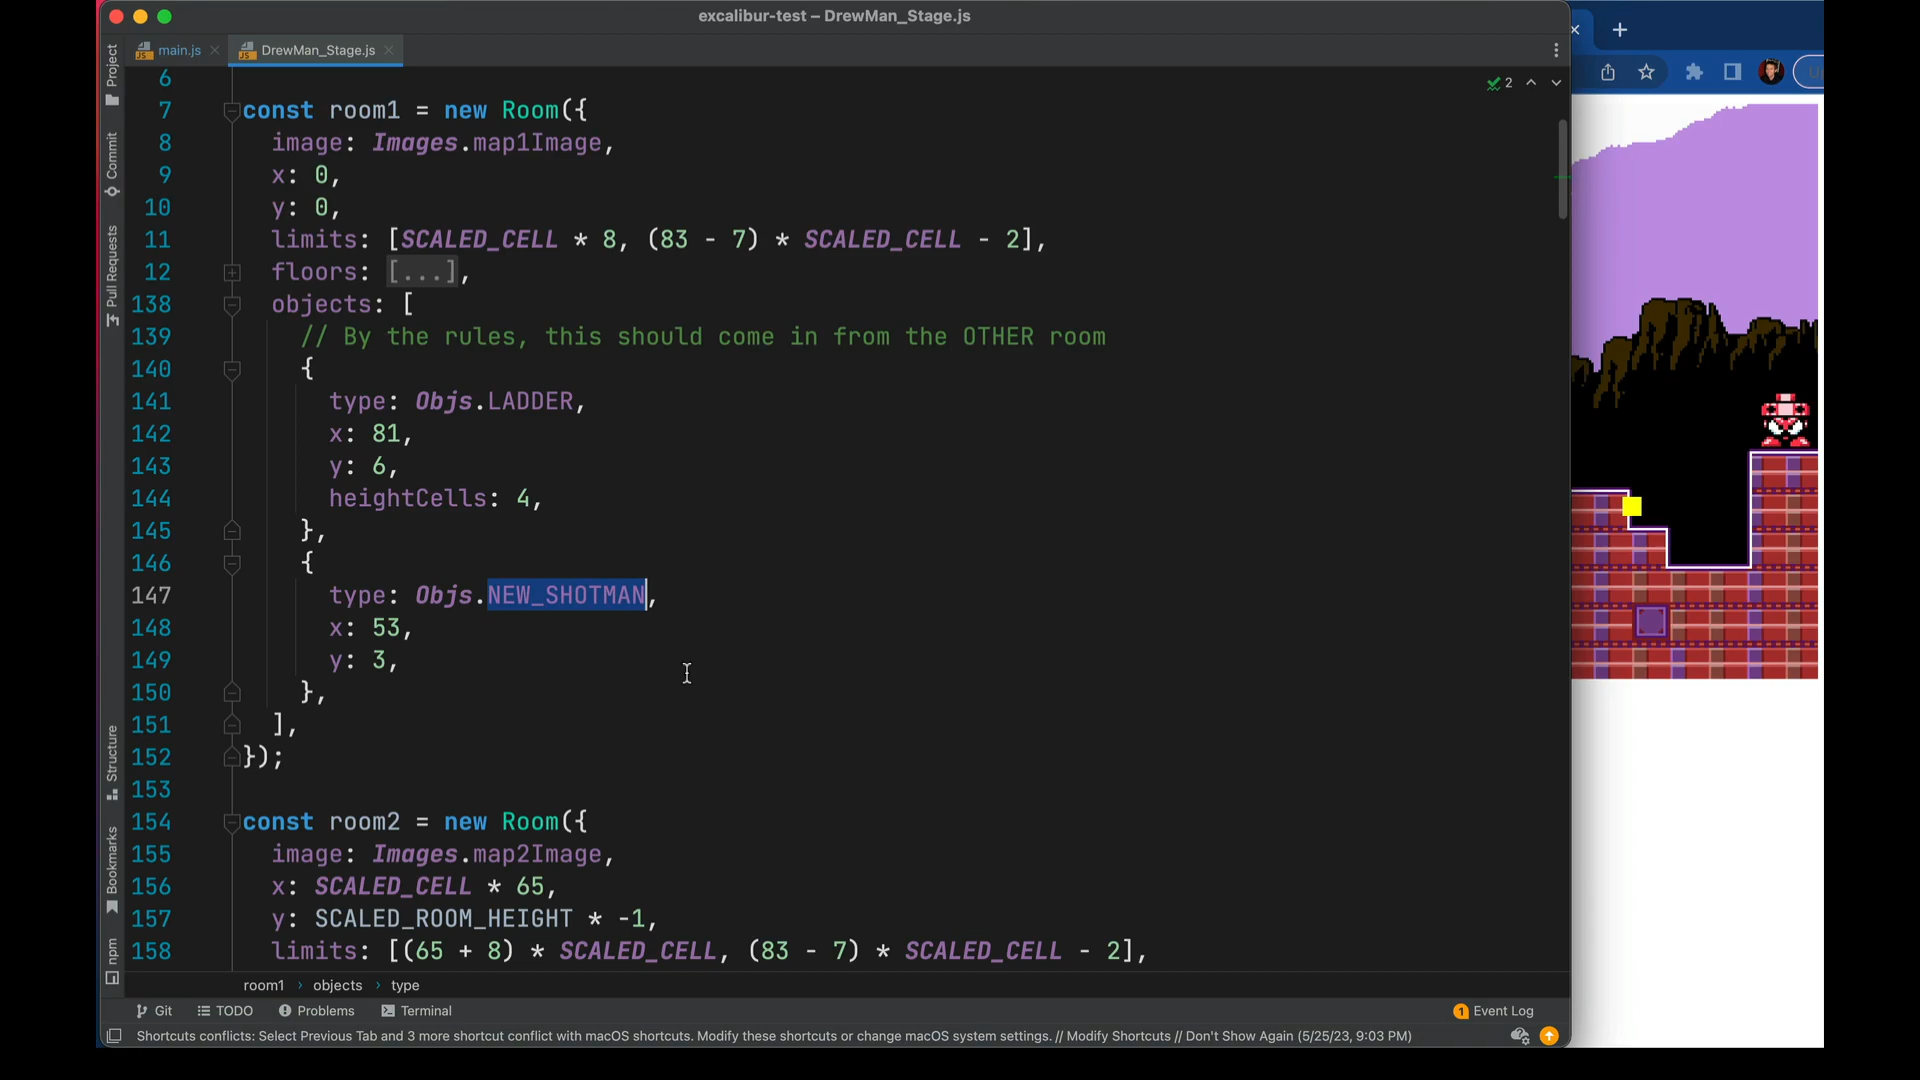 excalibur-test – DrewMan_Stage.js
main.js
DrewMan_Stage.js
Project
Commit
Pull Requests
Structure
Bookmarks
npm
2
6
7 const room1 = new Room({
8 image: Images.map1Image,
9 x: 0,
10 y: 0,
11 limits: [SCALED_CELL * 8, (83 - 7) * SCALED_CELL - 2],
12 floors: [...],
138 objects: [
139 // By the rules, this should come in from the OTHER room
140 {
141 type: Objs.LADDER,
142 x: 81,
143 y: 6,
144 heightCells: 4,
145 },
146 {
147 type: Objs.NEW_SHOTMAN,
148 x: 53,
149 y: 3,
150 },
151 ],
152 });
153
154 const room2 = new Room({
155 image: Images.map2Image,
156 x: SCALED_CELL * 65,
157 y: SCALED_ROOM_HEIGHT * -1,
158 limits: [(65 + 8) * SCALED_CELL, (83 - 7) * SCALED_CELL - 2],
room1 › objects › type
Git TODO Problems Terminal
1 Event Log
Shortcuts conflicts: Select Previous Tab and 3 more shortcut conflict with macOS shortcuts. Modify these shortcuts or change macOS system settings. // Modify Shortcuts // Don't Show Again (5/25/23, 9:03 PM)